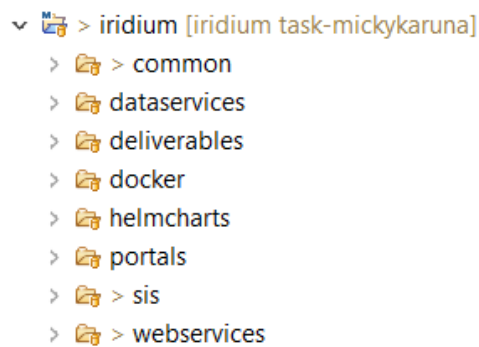 > iridium [iridium task-mickykaruna]
> common
dataservices
deliverables
docker
helmcharts
portals
> sis
> webservices